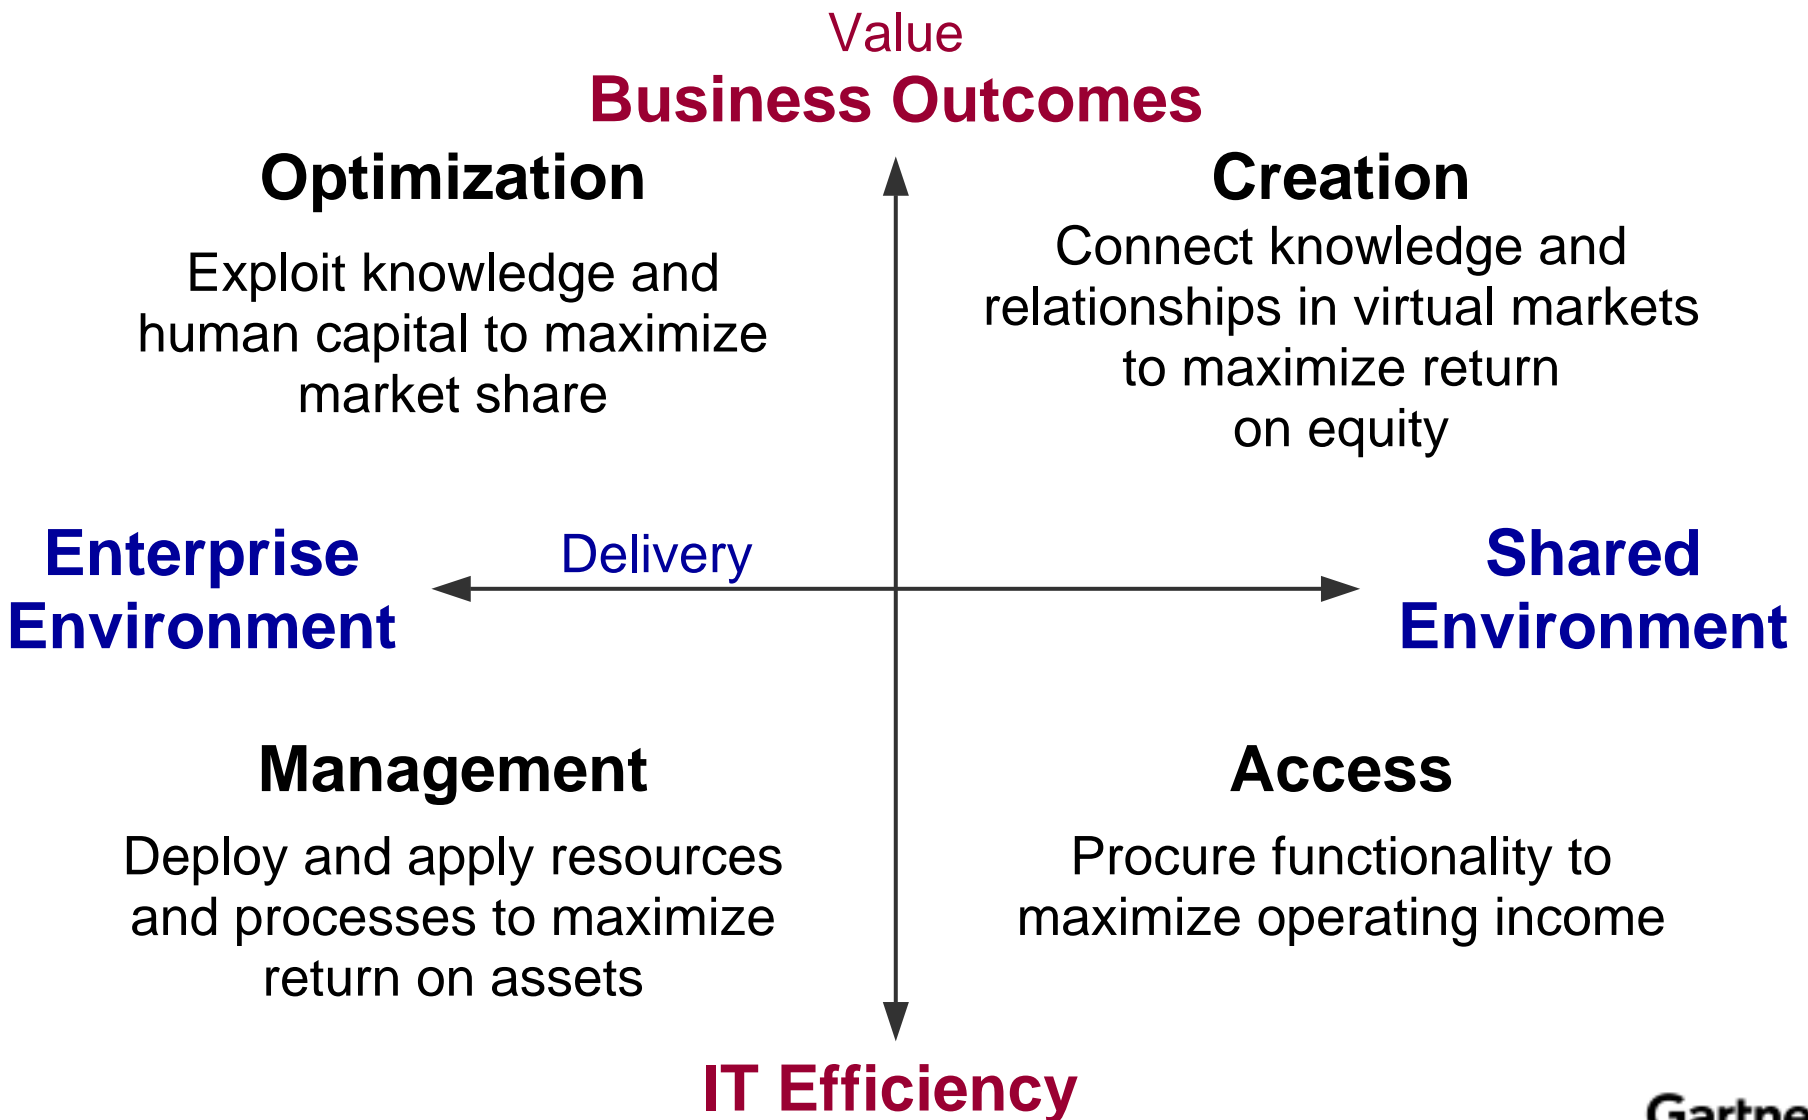 Value
Business Outcomes
Optimization
Exploit knowledge and
human capital to maximize
market share
Creation
Connect knowledge and
relationships in virtual markets
to maximize return
on equity
Enterprise
Environment
Delivery
Shared
Environment
Management
Deploy and apply resources
and processes to maximize
return on assets
Access
Procure functionality to
maximize operating income
IT Efficiency